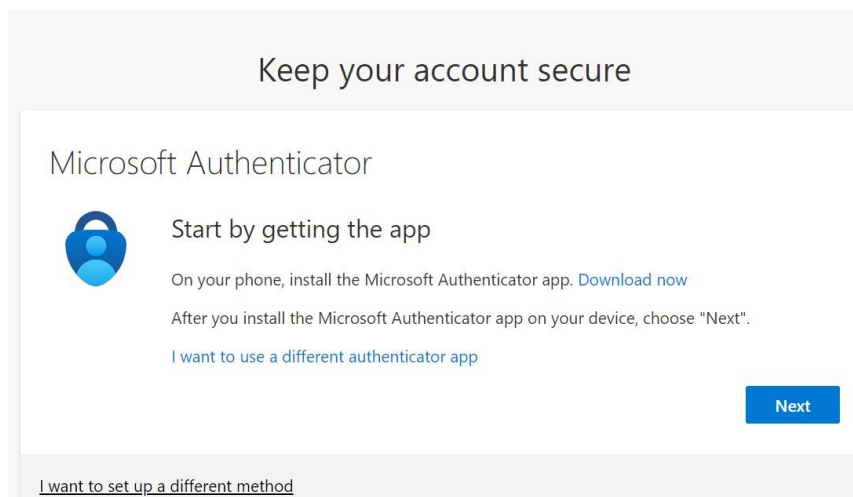 Keep your account secure
Microsoft Authenticator
Start by getting the app
On your phone, install the Microsoft Authenticator app. Download now
After you install the Microsoft Authenticator app on your device, choose "Next".
I want to use a different authenticator app
Next
I want to set up a different method